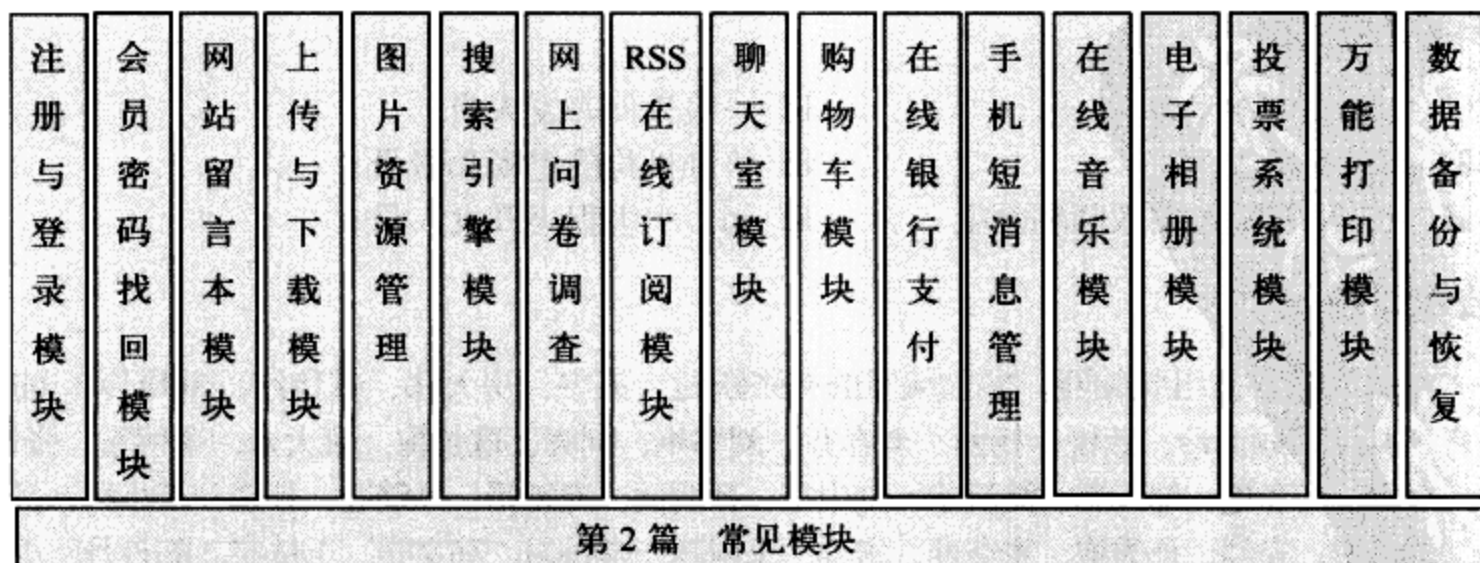 注册与登录模块
会员密码找回模块
网站留言本模块
上传与下载模块
图片资源管理
搜索引擎模块
网上问卷调查
RSS在线订阅模块
聊天室模块
购物车模块
在线银行支付
手机短消息管理
在线音乐模块
电子相册模块
投票系统模块
万能打印模块
数据备份与恢复
第2篇 常见模块